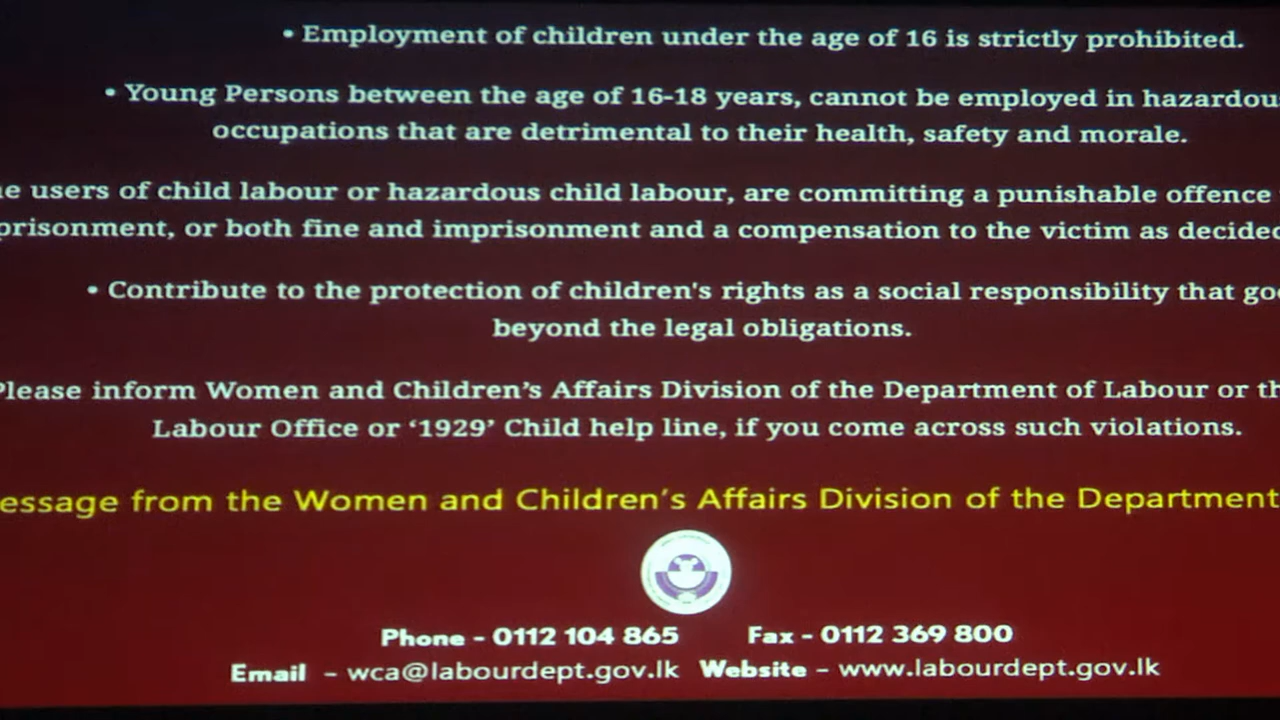 • Employment of children under the age of 16 is strictly prohibited.
• Young Persons between the age of 16-18 years, cannot be employed in hazardou
occupations that are detrimental to their health, safety and morale.
e users of child labour or hazardous child labour, are committing a punishable offence
prisonment, or both fine and imprisonment and a compensation to the victim as decided
• Contribute to the protection of children's rights as a social responsibility that goe
beyond the legal obligations.
Please inform Women and Children’s Affairs Division of the Department of Labour or th
Labour Office or ‘1929’ Child help line, if you come across such violations.
essage from the Women and Children’s Affairs Division of the Department
Phone - 0112 104 865 Fax - 0112 369 800
Email - wca@labourdept.gov.lk Website - www.labourdept.gov.lk